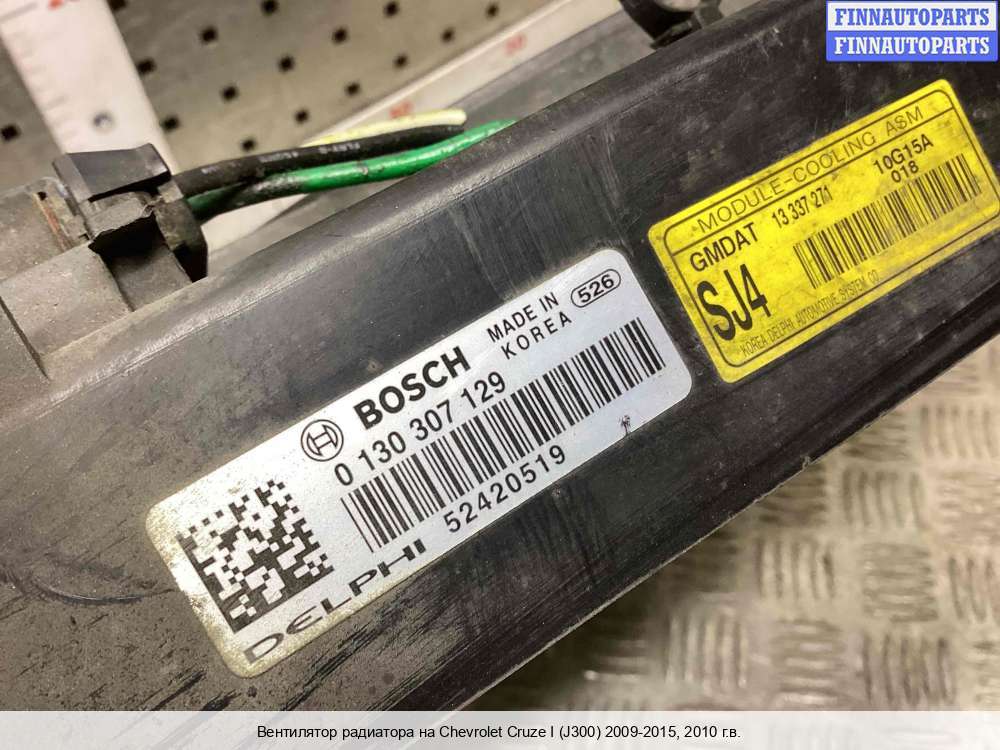 FINNAUTOPARTS
FINNAUTOPARTS
MODULE-COOLING ASM
GMDAT 13 337 271 10G15A
018
SJ4
KOREA DELPHI AUTOMOTIVE SYSTEM CO
BOSCH MADE IN
KOREA 526
0 130 307 129
52420519
DELPHI
Вентилятор радиатора на Chevrolet Cruze I (J300) 2009-2015, 2010 г.в.